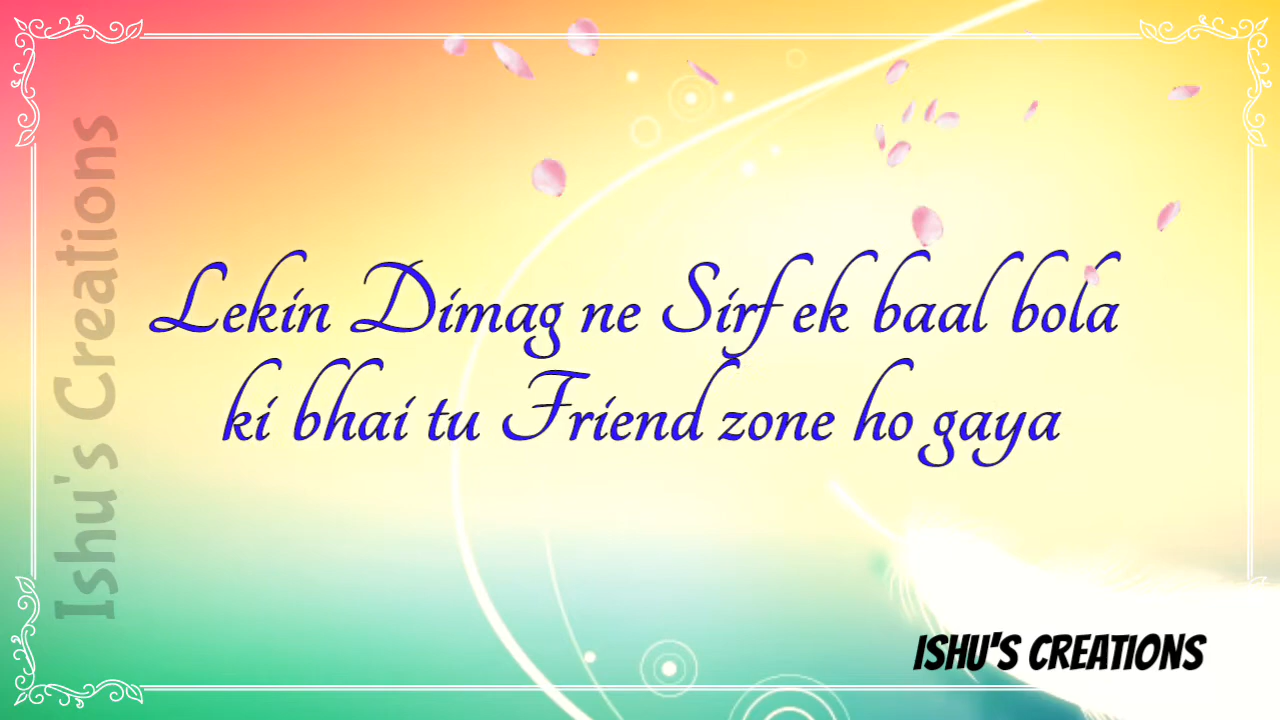 Ishu's Creations
Lekin Dimag ne Sirf ek baal bola
ki bhai tu Friend zone ho gaya
ISHU'S CREATIONS